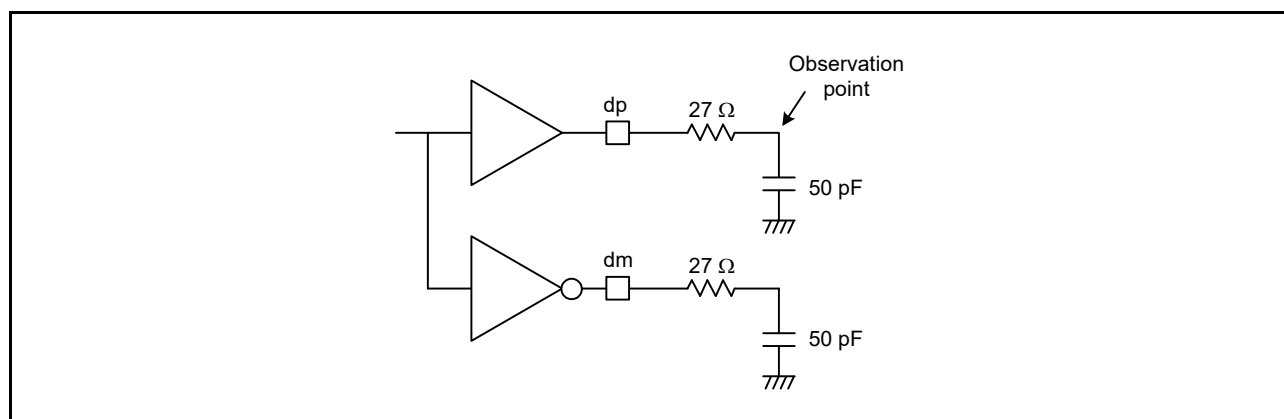 Observation
point
dp
27 Ω
50 pF
dm
27 Ω
50 pF